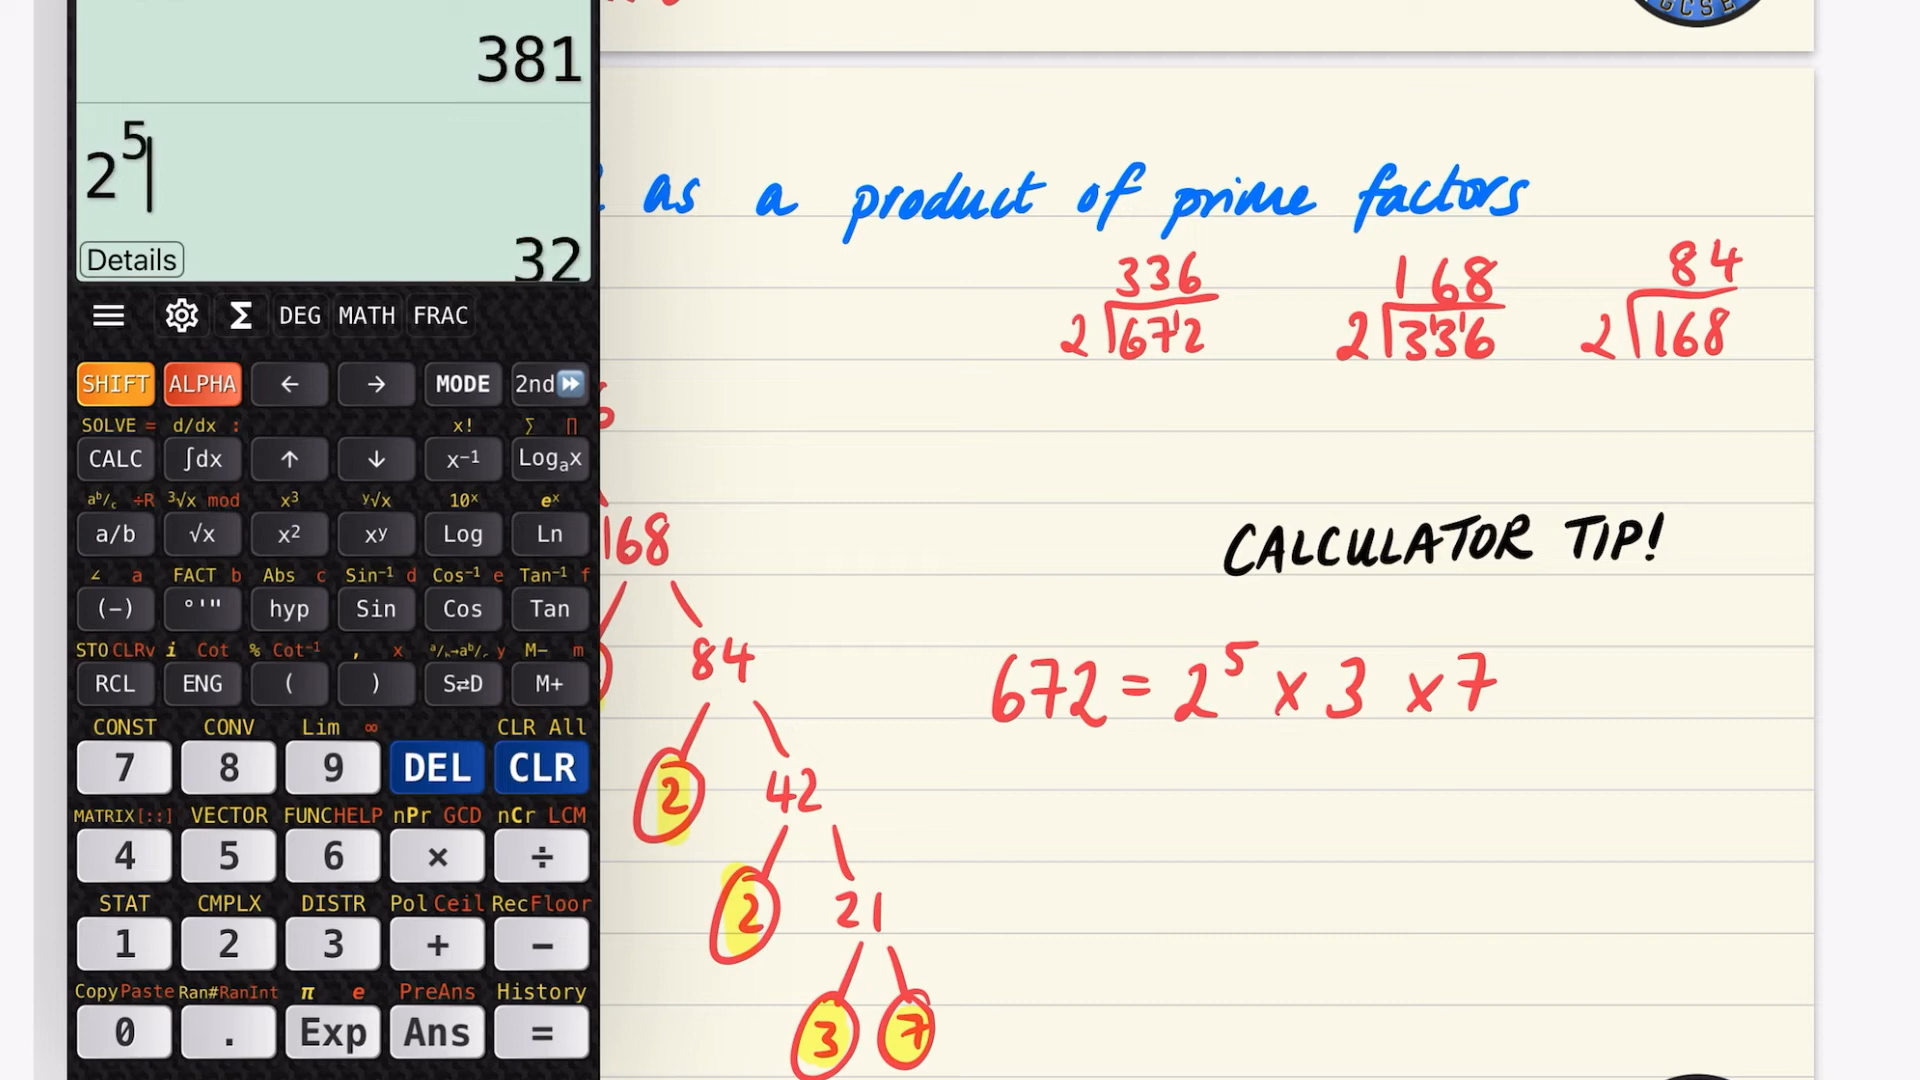 GCSE
381
2^5
Details
32
as a product of prime factors
336
2 672
168
2 336
84
2 168
DEG MATH FRAC
SHIFT ALPHA ← → MODE 2nd
SOLVE = d/dx : x! ∑ ∏
CALC ∫dx ↑ ↓ x⁻¹ Logₐx
aᵇ/c ÷R ³√x mod x³ ʸ√x 10ˣ eˣ
a/b √x x² xʸ Log Ln
∠ a FACT b Abs c Sin⁻¹ d Cos⁻¹ e Tan⁻¹ f
(−) °'" hyp Sin Cos Tan
STO CLRv i Cot % Cot⁻¹ , x y M− m
RCL ENG ( ) S⇄D M+
CONST CONV Lim ∞ CLR All
7 8 9 DEL CLR
MATRIX[::] VECTOR FUNC HELP nPr GCD nCr LCM
4 5 6 × ÷
STAT CMPLX DISTR Pol Ceil Rec Floor
1 2 3 + −
Copy Paste Ran# RanInt π e PreAns History
0 . Exp Ans =
168
84
2 42
2 21
3 7
CALCULATOR TIP!
672 = 2⁵ × 3 × 7